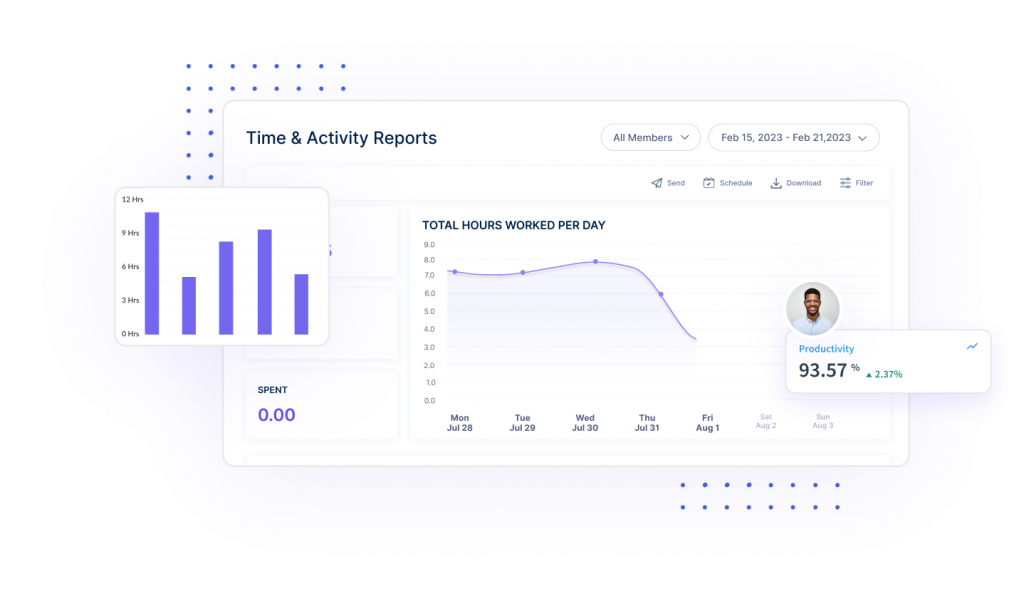 Time & Activity Reports
All Members
Feb 15, 2023 - Feb 21,2023
Send
Schedule
Download
Filter
12 Hrs
9 Hrs
6 Hrs
3 Hrs
0 Hrs
SPENT
0.00
TOTAL HOURS WORKED PER DAY
9.0
8.0
7.0
6.0
5.0
4.0
3.0
2.0
1.0
0.0
Mon
Jul 28
Tue
Jul 29
Wed
Jul 30
Thu
Jul 31
Fri
Aug 1
Sat
Aug 2
Sun
Aug 3
Productivity
93.57 %
2.37%